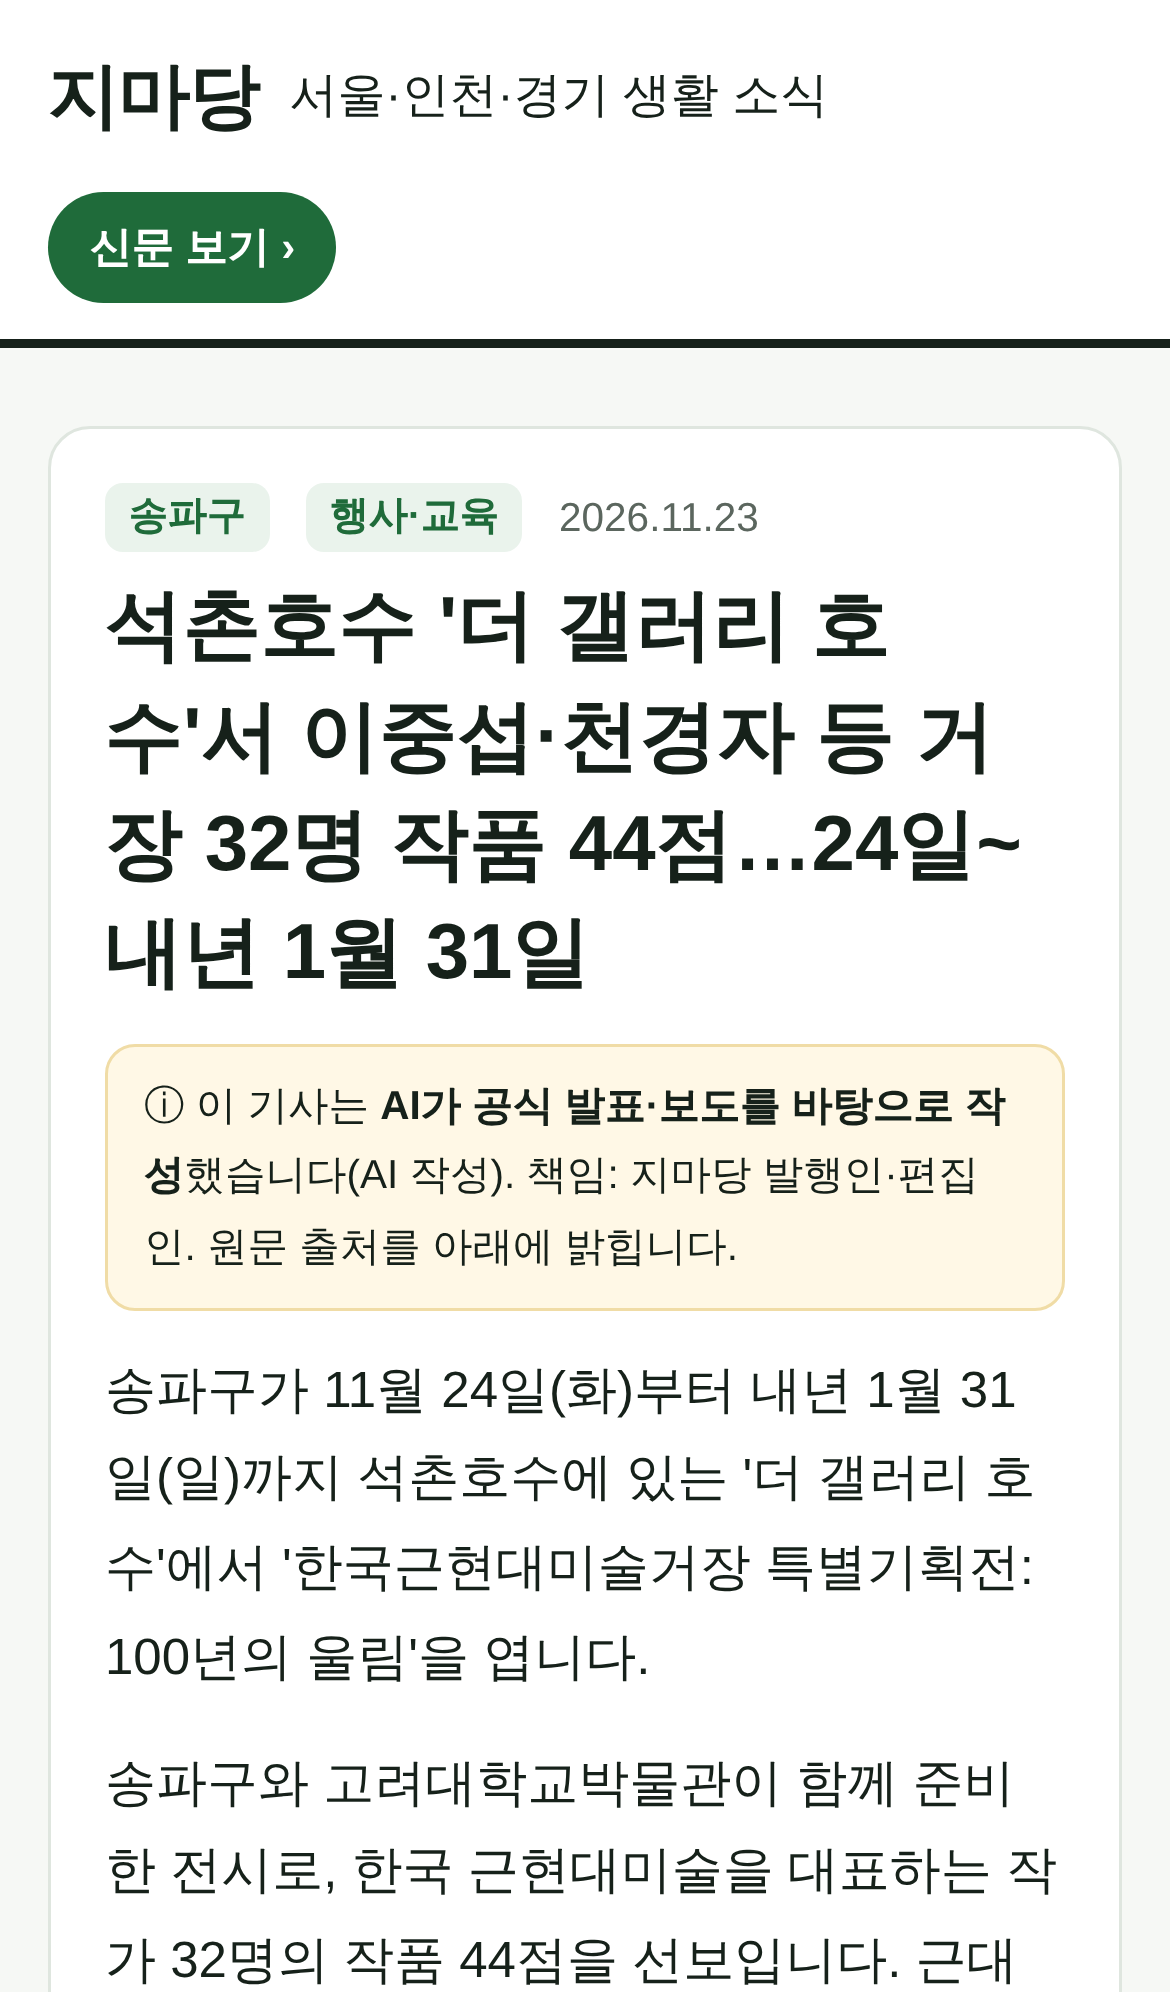 지마당 서울·인천·경기 생활 소식
신문 보기 ›
송파구 행사·교육 2026.11.23
석촌호수 '더 갤러리 호
수'서 이중섭·천경자 등 거
장 32명 작품 44점…24일~
내년 1월 31일
ⓘ 이 기사는 AI가 공식 발표·보도를 바탕으로 작
성했습니다(AI 작성). 책임: 지마당 발행인·편집
인. 원문 출처를 아래에 밝힙니다.
송파구가 11월 24일(화)부터 내년 1월 31
일(일)까지 석촌호수에 있는 '더 갤러리 호
수'에서 '한국근현대미술거장 특별기획전:
100년의 울림'을 엽니다.
송파구와 고려대학교박물관이 함께 준비
한 전시로, 한국 근현대미술을 대표하는 작
가 32명의 작품 44점을 선보입니다. 근대